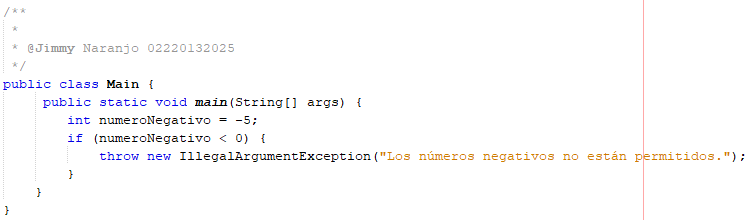 /**
 *
 * @Jimmy Naranjo 02220132025
 */
public class Main {
     public static void main(String[] args) {
        int numeroNegativo = -5;
        if (numeroNegativo < 0) {
            throw new IllegalArgumentException("Los números negativos no están permitidos.");
        }
    }
}